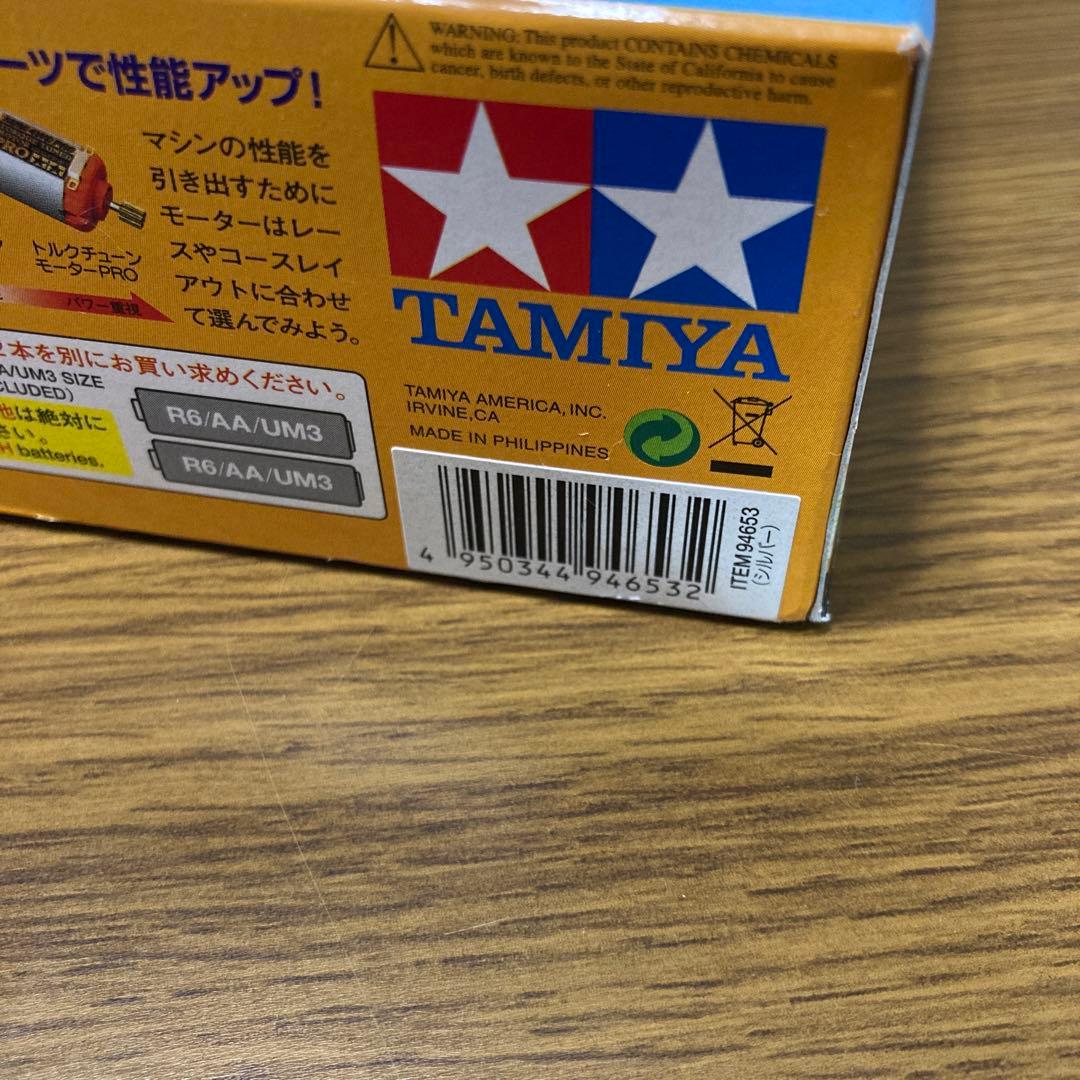 WARNING: This product CONTAINS CHEMICALS
which are known to the State of California to cause
cancer, birth defects, or other reproductive harm.
ーツで性能アップ!
PRO
マシンの性能を
引き出すために
モーターはレー
スやコースレイ
アウトに合わせ
て選んでみよう。
トルクチューン
モーターPRO
パワー重視
TAMIYA
2本を別にお買い求めください。
A/UM3 SIZE
CLUDED)
他は絶対に
さい。
H batteries.
R6/AA/UM3
R6/AA/UM3
TAMIYA AMERICA, INC.
IRVINE,CA
MADE IN PHILIPPINES
4 950344 946532
ITEM 94653
(シルバー)